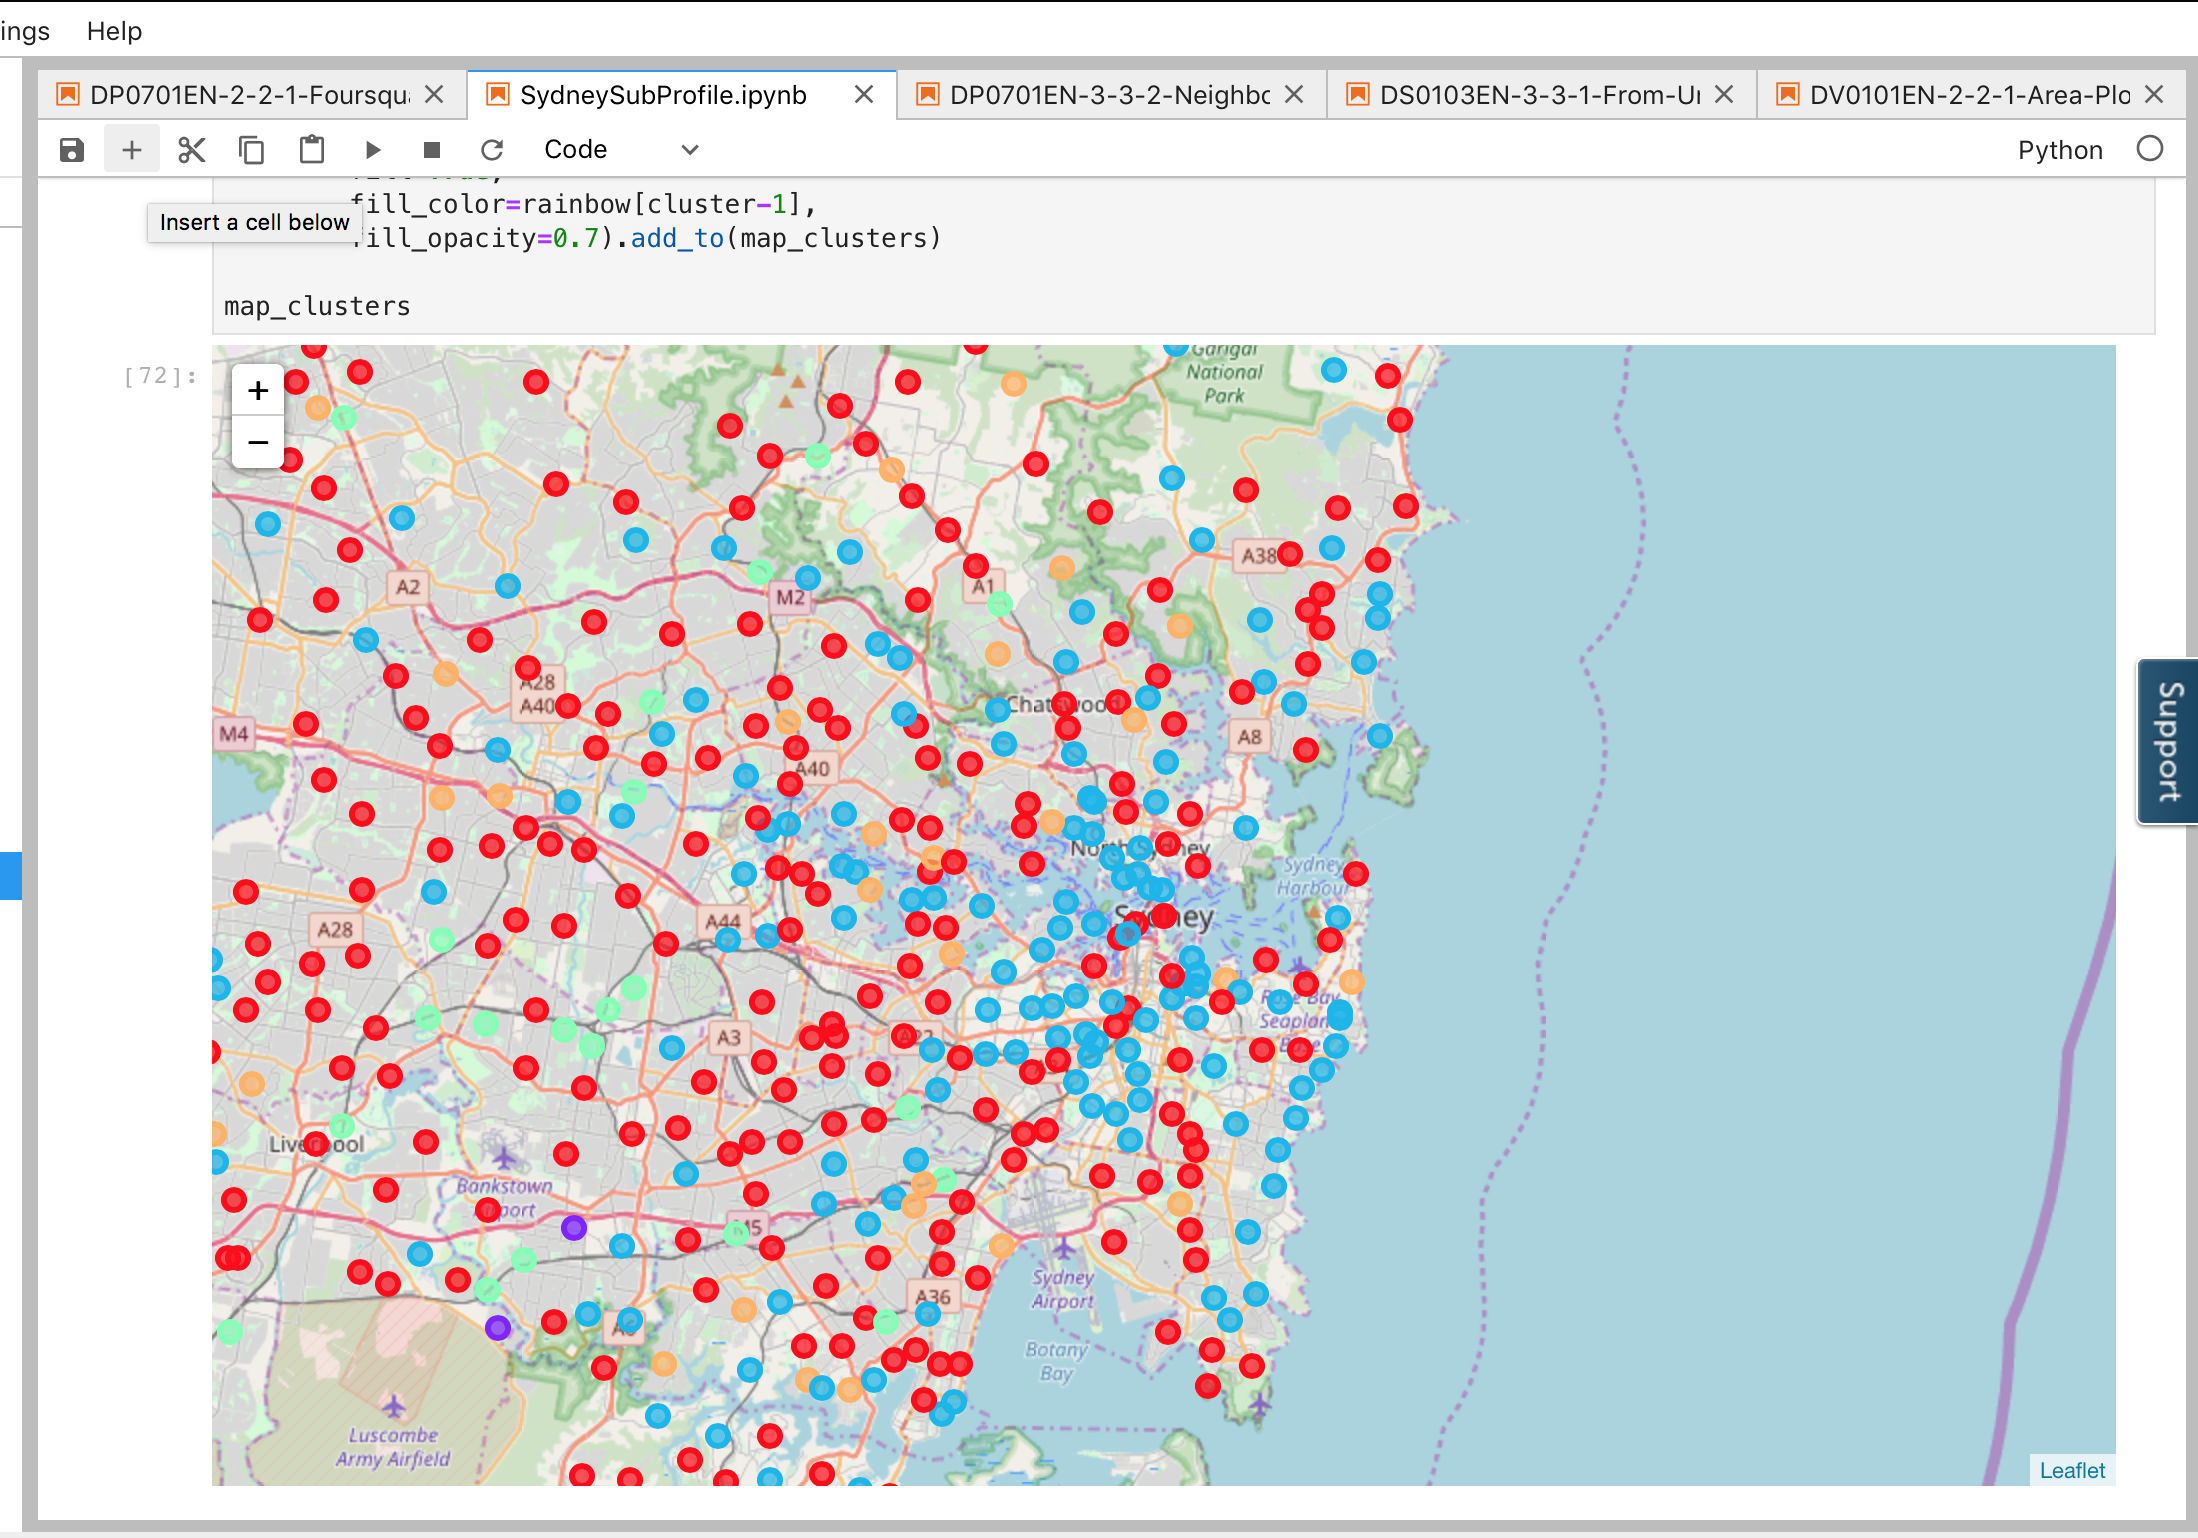 ings Help
DP0701EN-2-2-1-Foursqu
SydneySubProfile.ipynb
DP0701EN-3-3-2-Neighbo
DS0103EN-3-3-1-From-Ur
DV0101EN-2-2-1-Area-Plo
Code
Python
fill_color=rainbow[cluster-1],
Insert a cell below
fill_opacity=0.7).add_to(map_clusters)
map_clusters
[72]:
+
−
Garigal
National
Park
A38
A2
A1
M2
A28
A40
Chatswood
M4
A8
A40
Support
North Sydney
Sydney
Harbour
A44
Sydney
A28
Rose Bay
Seaplane
Base
A3
A22
Liverpool
Bankstown
Airport
M5
Sydney
Airport
A36
A6
Botany
Bay
Luscombe
Army Airfield
Leaflet